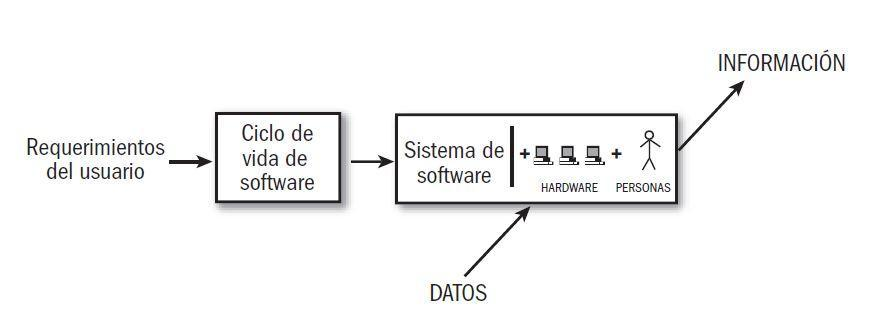 INFORMACIÓN
Requerimientos
del usuario
Ciclo de
vida de
software
Sistema de
software
+ +
HARDWARE PERSONAS
DATOS